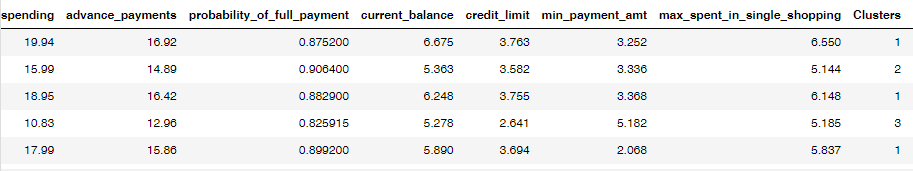 spending advance_payments probability_of_full_payment current_balance credit_limit min_payment_amt max_spent_in_single_shopping Clusters
19.94 16.92 0.875200 6.675 3.763 3.252 6.550 1
15.99 14.89 0.906400 5.363 3.582 3.336 5.144 2
18.95 16.42 0.882900 6.248 3.755 3.368 6.148 1
10.83 12.96 0.825915 5.278 2.641 5.182 5.185 3
17.99 15.86 0.899200 5.890 3.694 2.068 5.837 1